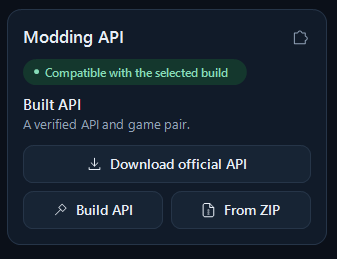 Modding API
Compatible with the selected build
Built API
A verified API and game pair.
Download official API
Build API
From ZIP